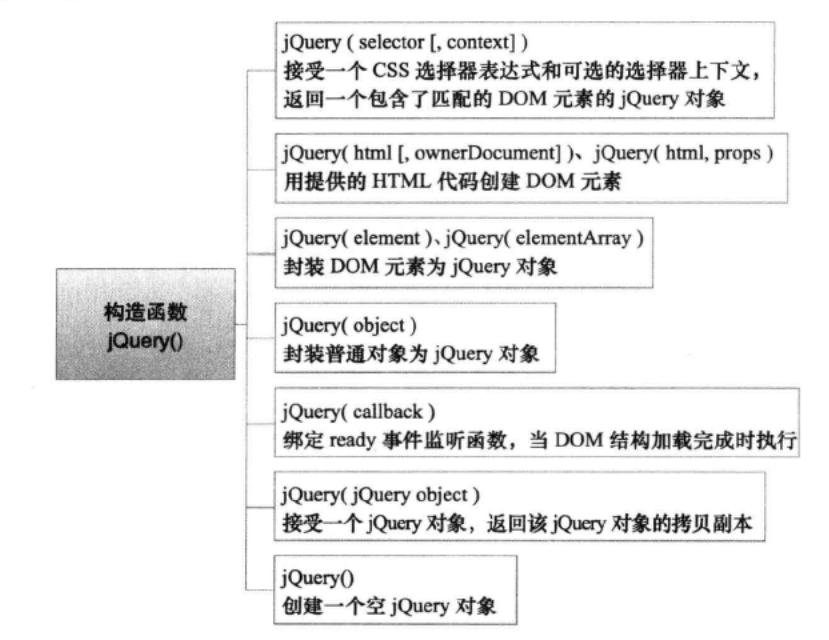 构造函数
jQuery()
jQuery ( selector [, context] )
接受一个 CSS 选择器表达式和可选的选择器上下文，
返回一个包含了匹配的 DOM 元素的 jQuery 对象
jQuery( html [, ownerDocument] )、jQuery( html, props )
用提供的 HTML 代码创建 DOM 元素
jQuery( element )、jQuery( elementArray )
封装 DOM 元素为 jQuery 对象
jQuery( object )
封装普通对象为 jQuery 对象
jQuery( callback )
绑定 ready 事件监听函数，当 DOM 结构加载完成时执行
jQuery( jQuery object )
接受一个 jQuery 对象，返回该 jQuery 对象的拷贝副本
jQuery()
创建一个空 jQuery 对象